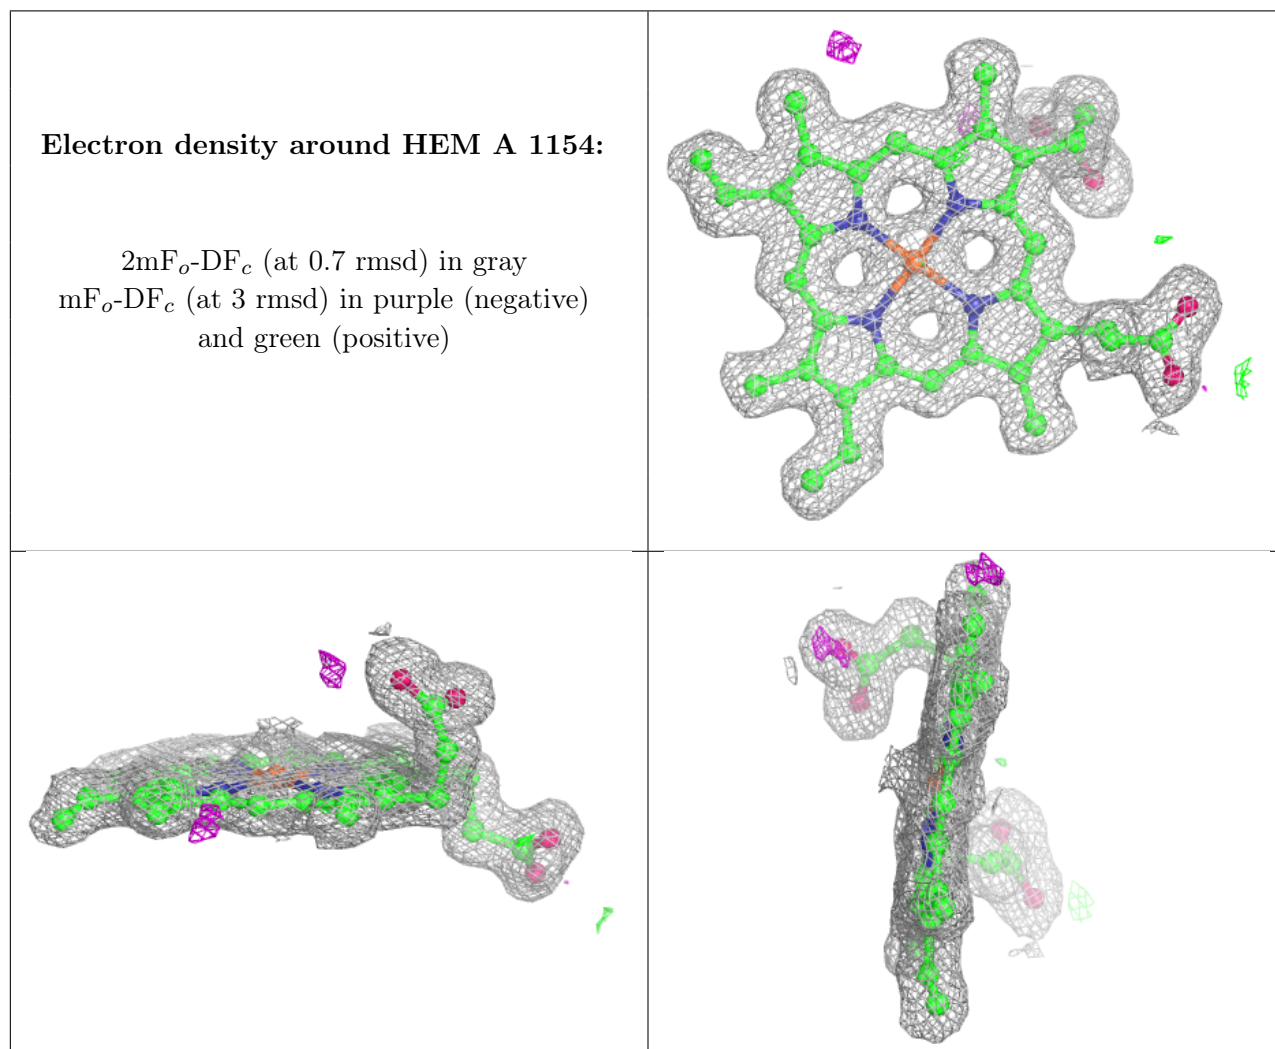 Electron density around HEM A 1154:
2mF$_o$-DF$_c$ (at 0.7 rmsd) in gray
mF$_o$-DF$_c$ (at 3 rmsd) in purple (negative)
and green (positive)